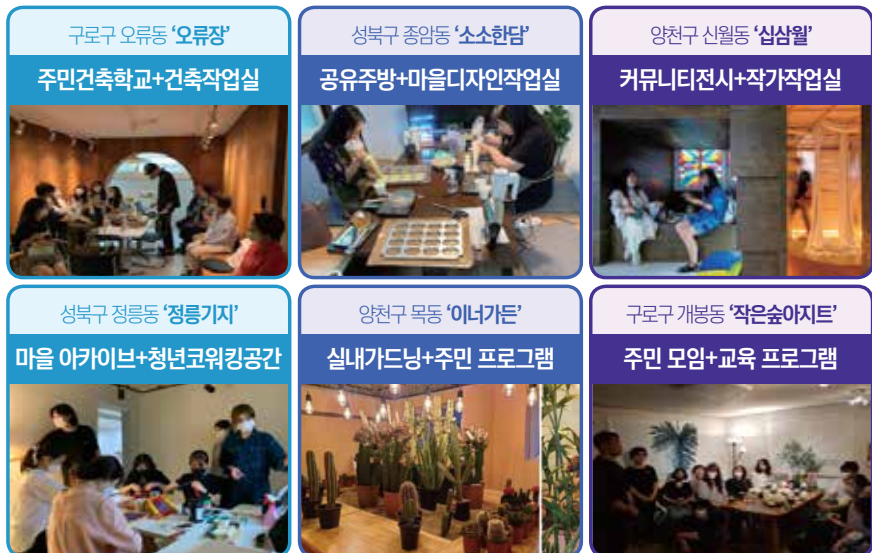 구로구 오류동 ‘오류장’
주민건축학교+건축작업실
성북구 종암동 ‘소소한담’
공유주방+마을디자인작업실
양천구 신월동 ‘십삼월’
커뮤니티전시+작가작업실
성북구 정릉동 ‘정릉기지’
마을 아카이브+청년코워킹공간
양천구 목동 ‘이너가든’
실내가드닝+주민 프로그램
구로구 개봉동 ‘작은숲아지트’
주민 모임+교육 프로그램